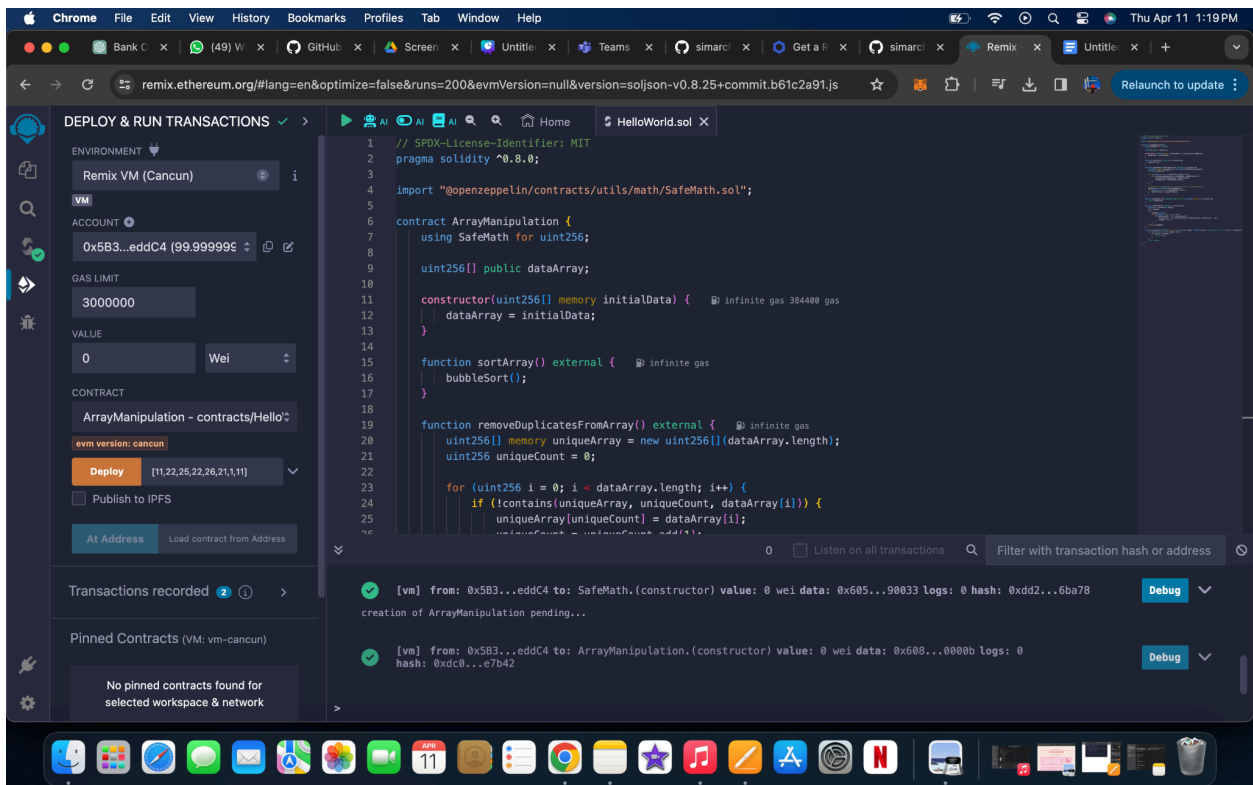 Chrome File Edit View History Bookmarks Profiles Tab Window Help Thu Apr 11 1:19 PM
Bank C (49) W GitHub Screen Untitle Teams simarc Get a R simarc Remix Untitle
remix.ethereum.org/#lang=en&optimize=false&runs=200&evmVersion=null&version=soljson-v0.8.25+commit.b61c2a91.js Relaunch to update
DEPLOY & RUN TRANSACTIONS
ENVIRONMENT
Remix VM (Cancun)
VM
ACCOUNT
0x5B3...eddC4 (99.999999
GAS LIMIT
3000000
VALUE
0 Wei
CONTRACT
ArrayManipulation - contracts/Hello
evm version: cancun
Deploy [11,22,25,22,26,21,1,11]
Publish to IPFS
At Address Load contract from Address
Transactions recorded 2 i
Pinned Contracts (VM: vm-cancun)
No pinned contracts found for
selected workspace & network
AI AI AI Home HelloWorld.sol
1 // SPDX-License-Identifier: MIT
2 pragma solidity ^0.8.0;
3
4 import "@openzeppelin/contracts/utils/math/SafeMath.sol";
5
6 contract ArrayManipulation {
7 using SafeMath for uint256;
8
9 uint256[] public dataArray;
10
11 constructor(uint256[] memory initialData) { infinite gas 384400 gas
12 dataArray = initialData;
13 }
14
15 function sortArray() external { infinite gas
16 bubbleSort();
17 }
18
19 function removeDuplicatesFromArray() external { infinite gas
20 uint256[] memory uniqueArray = new uint256[](dataArray.length);
21 uint256 uniqueCount = 0;
22
23 for (uint256 i = 0; i < dataArray.length; i++) {
24 if (!contains(uniqueArray, uniqueCount, dataArray[i])) {
25 uniqueArray[uniqueCount] = dataArray[i];
26 uniqueCount = uniqueCount.add(1);
0 Listen on all transactions Filter with transaction hash or address
[vm] from: 0x5B3...eddC4 to: SafeMath.(constructor) value: 0 wei data: 0x605...90033 logs: 0 hash: 0xdd2...6ba78 Debug
creation of ArrayManipulation pending...
[vm] from: 0x5B3...eddC4 to: ArrayManipulation.(constructor) value: 0 wei data: 0x608...0000b logs: 0
hash: 0xdc0...e7b42 Debug
>
APR
11
N